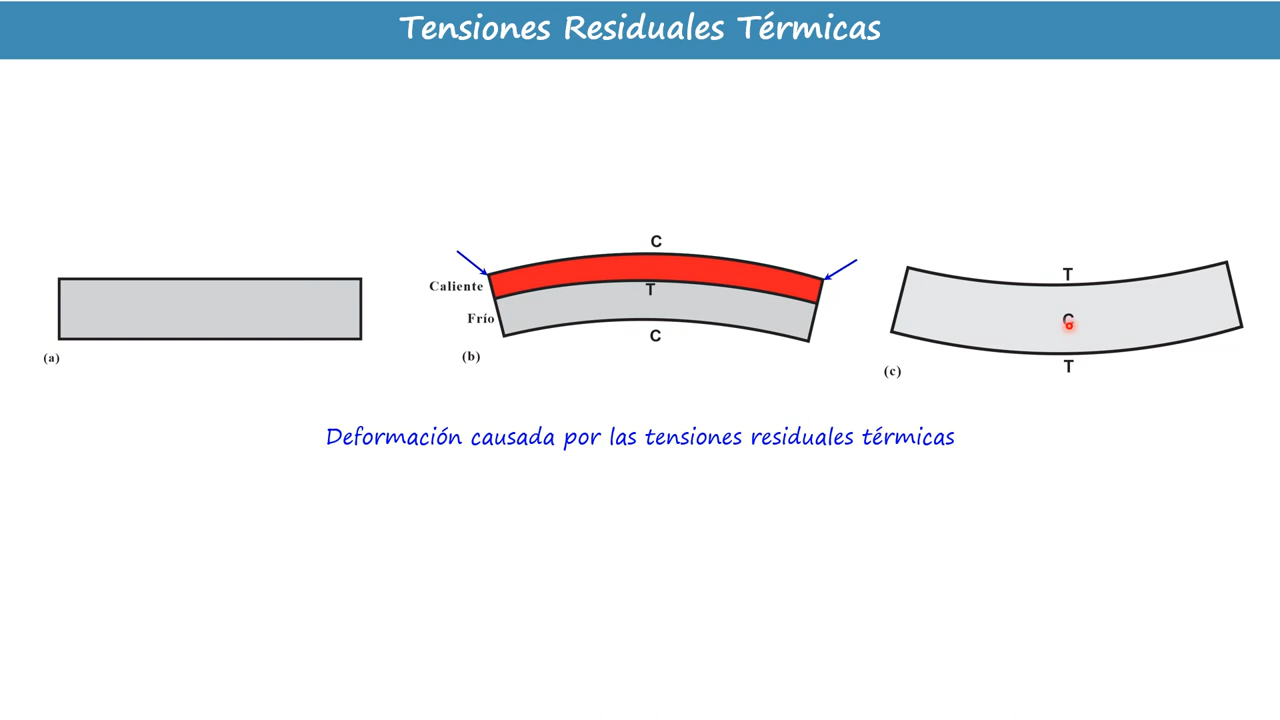 Tensiones Residuales Térmicas
C
Caliente
T
Frío
C
T
C
T
(a)
(b)
(c)
Deformación causada por las tensiones residuales térmicas